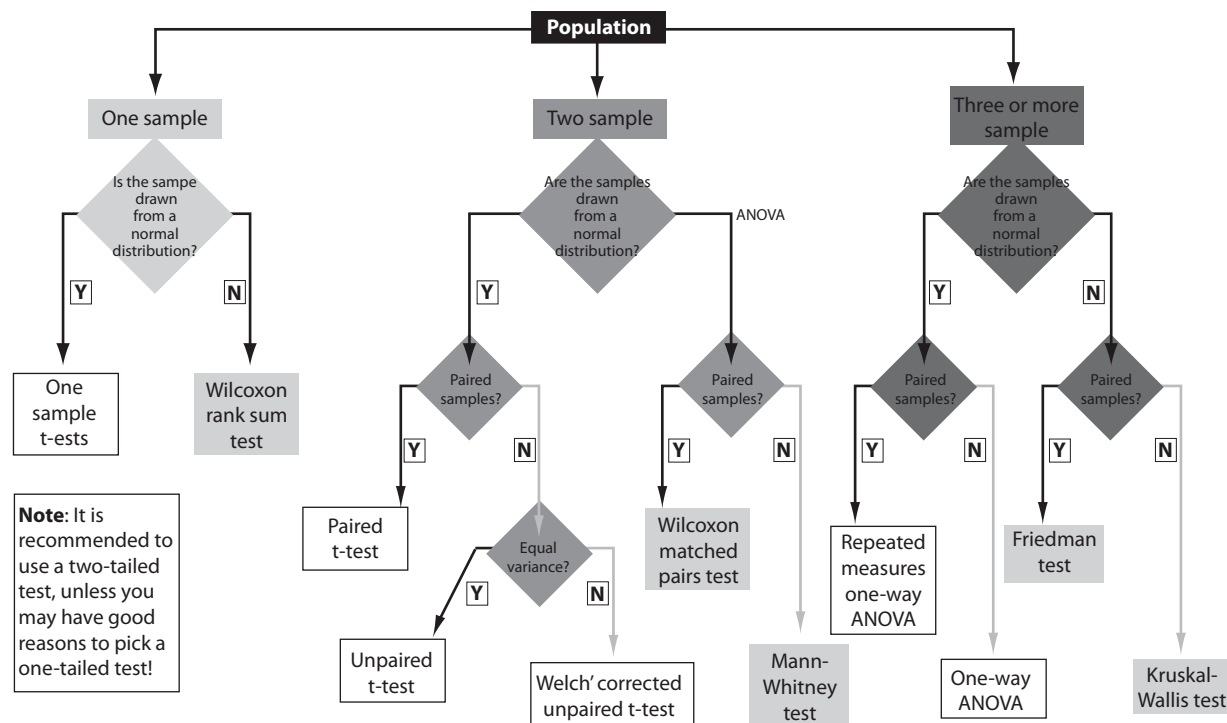 Population
One sample
Is the sampe
drawn
from a
normal
distribution?
Y
N
One
sample
t-ests
Wilcoxon
rank sum
test
Note: It is
recommended to
use a two-tailed
test, unless you
may have good
reasons to pick a
one-tailed test!
Two sample
Are the samples
drawn
from a
normal
distribution?
ANOVA
Y
Paired
samples?
Y
N
Paired
t-test
Equal
variance?
Y
N
Unpaired
t-test
Welch' corrected
unpaired t-test
Paired
samples?
Y
N
Wilcoxon
matched
pairs test
Mann-
Whitney
test
Three or more
sample
Are the samples
drawn
from a
normal
distribution?
Y
N
Paired
samples?
Y
N
Repeated
measures
one-way
ANOVA
One-way
ANOVA
Paired
samples?
Y
N
Friedman
test
Kruskal-
Wallis test